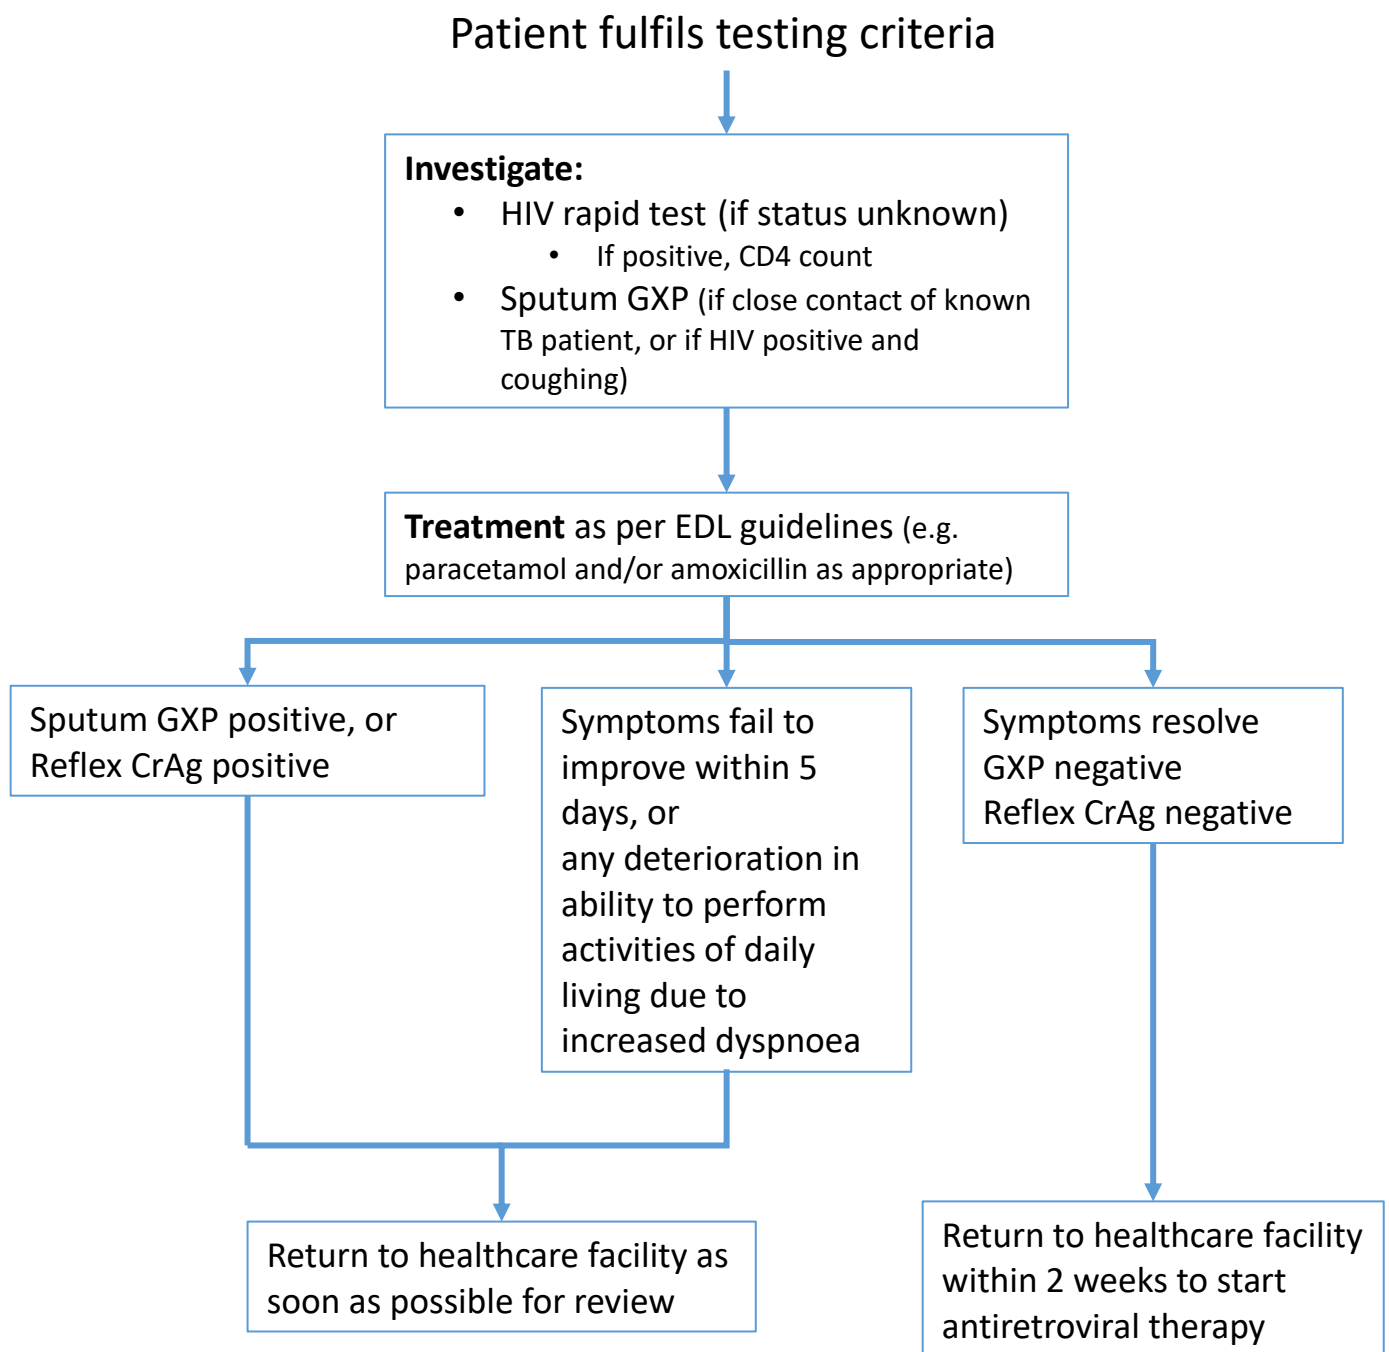 Patient fulfils testing criteria
Investigate:
• HIV rapid test (if status unknown)
• If positive, CD4 count
• Sputum GXP (if close contact of known
TB patient, or if HIV positive and
coughing)
Treatment as per EDL guidelines (e.g.
paracetamol and/or amoxicillin as appropriate)
Sputum GXP positive, or
Reflex CrAg positive
Symptoms fail to
improve within 5
days, or
any deterioration in
ability to perform
activities of daily
living due to
increased dyspnoea
Symptoms resolve
GXP negative
Reflex CrAg negative
Return to healthcare facility as
soon as possible for review
Return to healthcare facility
within 2 weeks to start
antiretroviral therapy